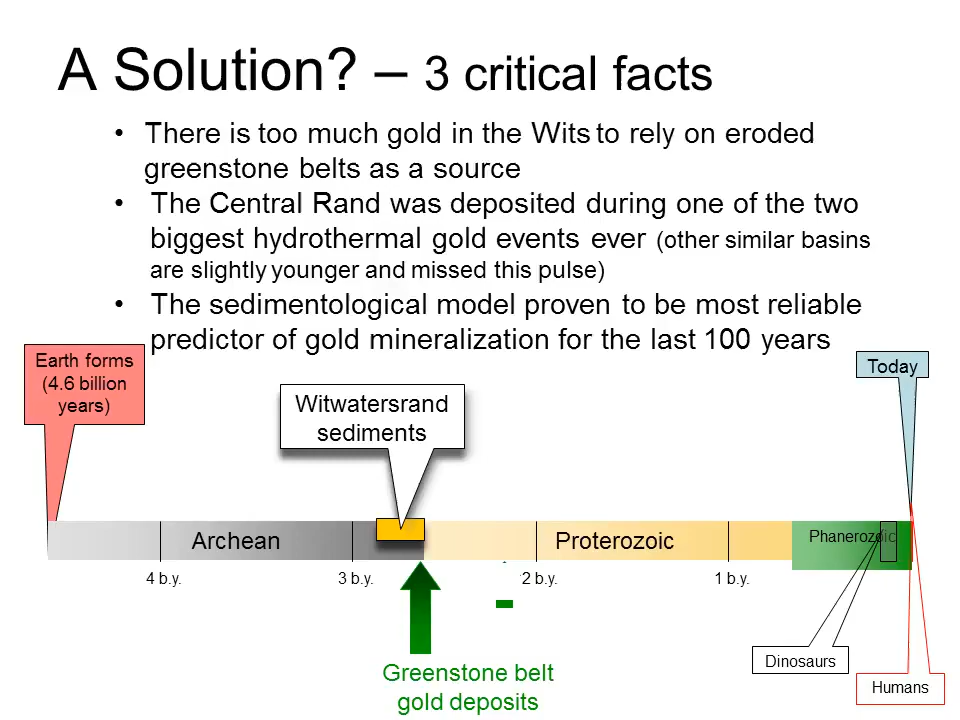 A Solution? – 3 critical facts
• There is too much gold in the Wits to rely on eroded
greenstone belts as a source
• The Central Rand was deposited during one of the two
biggest hydrothermal gold events ever (other similar basins
are slightly younger and missed this pulse)
• The sedimentological model proven to be most reliable
predictor of gold mineralization for the last 100 years
Earth forms
(4.6 billion
years)
Today
Witwatersrand
sediments
Archean
Proterozoic
Phanerozoic
4 b.y.
3 b.y.
2 b.y.
1 b.y.
Dinosaurs
Greenstone belt
gold deposits
Humans